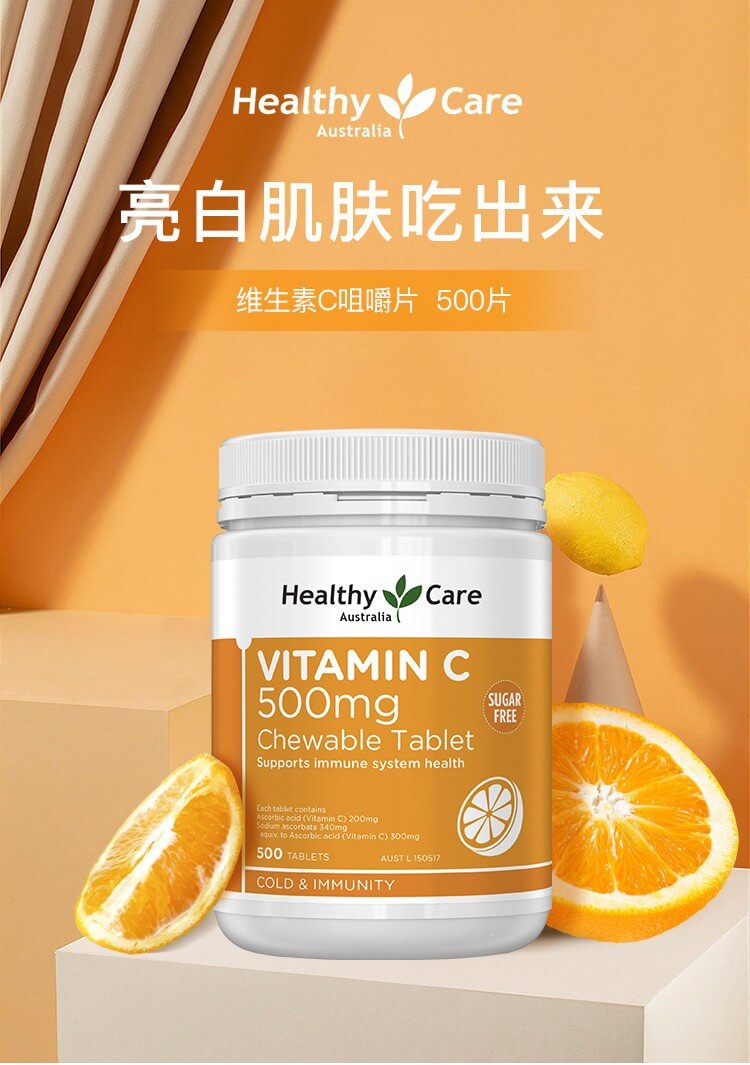 Healthy Care
Australia
亮白肌肤吃出来
维生素C咀嚼片 500片
Healthy Care
Australia
VITAMIN C
500mg
SUGAR
FREE
Chewable Tablet
Supports immune system health
Each tablet contains
Ascorbic acid (Vitamin C) 200mg
Sodium ascorbate 340mg
equiv. to Ascorbic acid (Vitamin C) 300mg
500 TABLETS
AUST L 150517
COLD & IMMUNITY